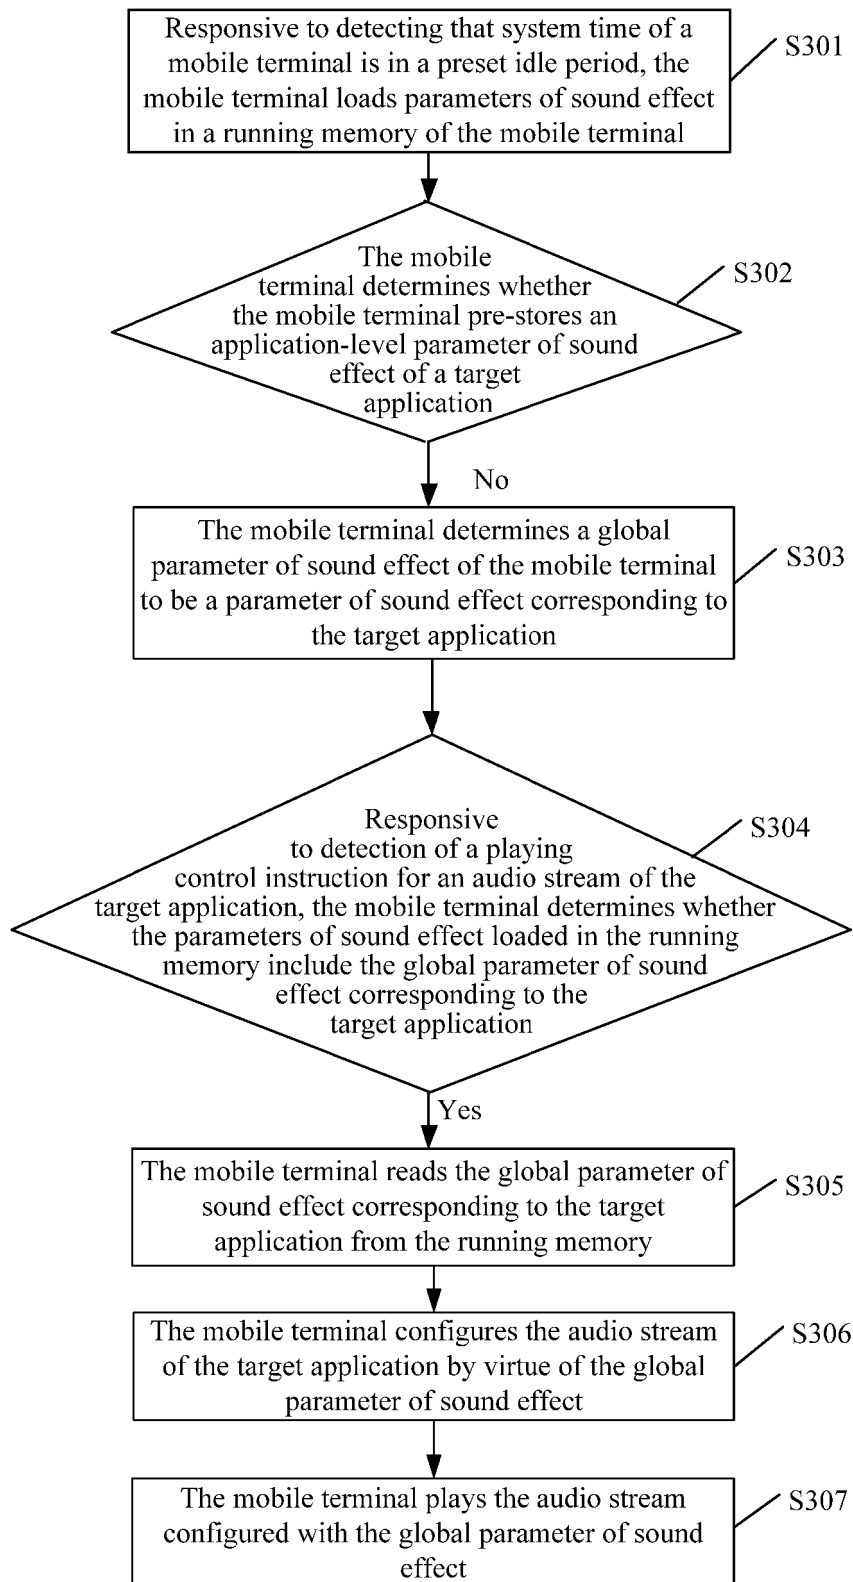 Responsive to detecting that system time of a
mobile terminal is in a preset idle period, the
mobile terminal loads parameters of sound effect
in a running memory of the mobile terminal
S301
The mobile
terminal determines whether
the mobile terminal pre-stores an
application-level parameter of sound
effect of a target
application
S302
No
The mobile terminal determines a global
parameter of sound effect of the mobile terminal
to be a parameter of sound effect corresponding to
the target application
S303
Responsive
to detection of a playing
control instruction for an audio stream of the
target application, the mobile terminal determines whether
the parameters of sound effect loaded in the running
memory include the global parameter of sound
effect corresponding to the
target application
S304
Yes
The mobile terminal reads the global parameter of
sound effect corresponding to the target
application from the running memory
S305
The mobile terminal configures the audio stream
of the target application by virtue of the global
parameter of sound effect
S306
The mobile terminal plays the audio stream
configured with the global parameter of sound
effect
S307